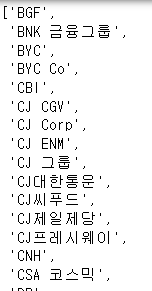 ['BGF',
'BNK 금융그룹',
'BYC',
'BYC Co',
'CBI',
'CJ CGV',
'CJ Corp',
'CJ ENM',
'CJ 그룹',
'CJ대한통운',
'CJ씨푸드',
'CJ제일제당',
'CJ프레시웨이',
'CNH',
'CSA 코스믹',